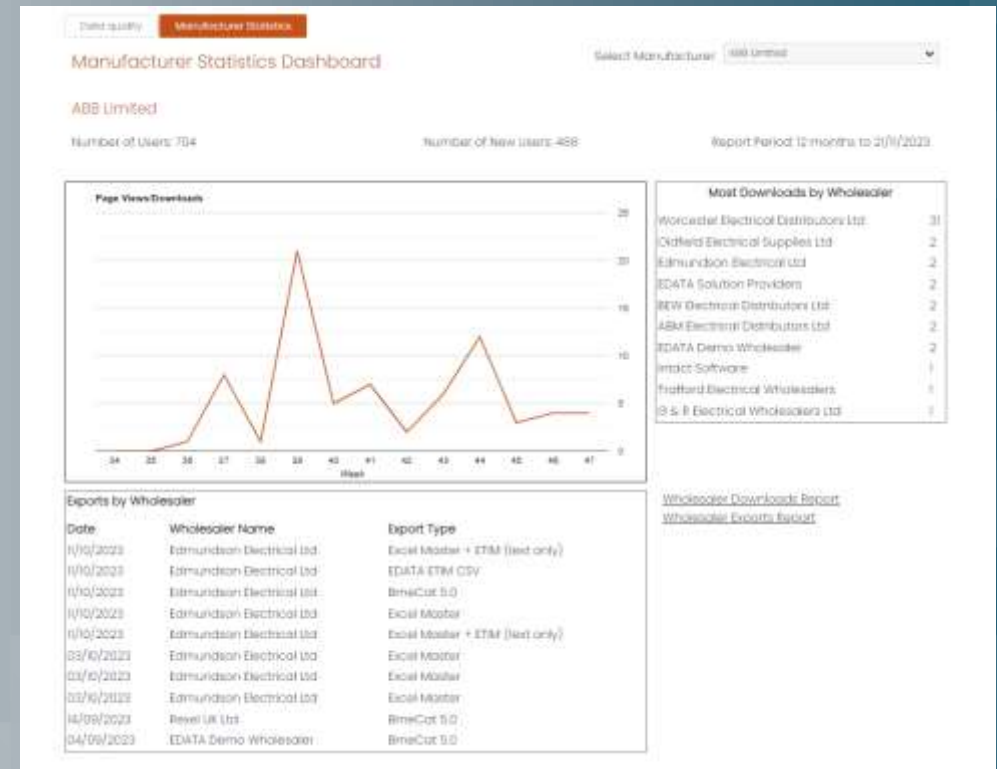 Data quality Manufacturer Statistics
Manufacturer Statistics Dashboard
Select Manufacturer ABB Limited
ABB Limited
Number of Users: 704
Number of New Users: 488
Report Period: 12 months to 21/11/2023
Page Views/Downloads
25
20
15
10
5
0
34 35 36 37 38 39 40 41 42 43 44 45 46 47
Week
Most Downloads by Wholesaler
Worcester Electrical Distributors Ltd 31
Oldfield Electrical Supplies Ltd 2
Edmundson Electrical Ltd 2
EDATA Solution Providers 2
BEW Electrical Distributors Ltd 2
ABM Electrical Distributors Ltd 2
EDATA Demo Wholesaler 2
Intact Software 1
Trafford Electrical Wholesalers 1
& R Electrical Wholesalers Ltd 1
Exports by Wholesaler
Date Wholesaler Name Export Type
11/10/2023 Edmundson Electrical Ltd Excel Master + ETIM (text only)
11/10/2023 Edmundson Electrical Ltd EDATA ETIM CSV
11/10/2023 Edmundson Electrical Ltd BmeCat 5.0
11/10/2023 Edmundson Electrical Ltd Excel Master
11/10/2023 Edmundson Electrical Ltd Excel Master + ETIM (text only)
03/10/2023 Edmundson Electrical Ltd Excel Master
03/10/2023 Edmundson Electrical Ltd Excel Master
03/10/2023 Edmundson Electrical Ltd Excel Master
14/09/2023 Rexel UK Ltd BmeCat 5.0
04/09/2023 EDATA Demo Wholesaler BmeCat 5.0
Wholesaler Downloads Report
Wholesaler Exports Report